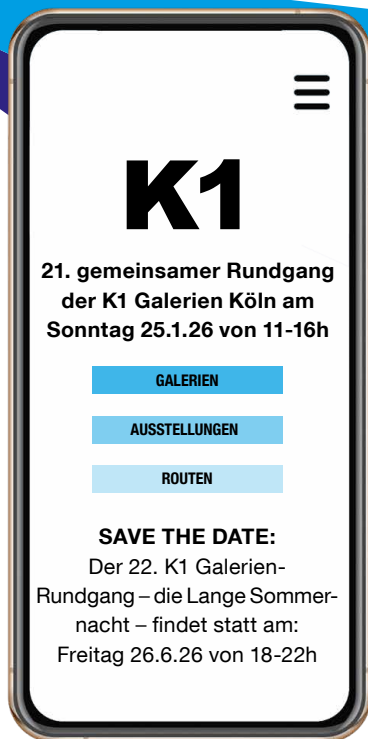 K1
21. gemeinsamer Rundgang
der K1 Galerien Köln am
Sonntag 25.1.26 von 11-16h
GALERIEN
AUSSTELLUNGEN
ROUTEN
SAVE THE DATE:
Der 22. K1 Galerien-
Rundgang – die Lange Sommer-
nacht – findet statt am:
Freitag 26.6.26 von 18-22h